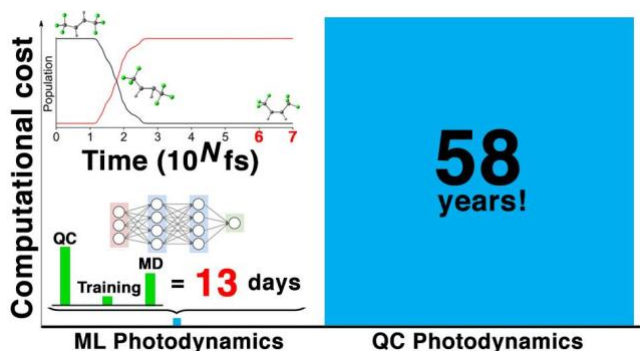 Computational cost
Population
0 1 2 3 4 5 6 7
Time (10^N fs)
QC
Training
MD
= 13 days
58
years!
ML Photodynamics
QC Photodynamics